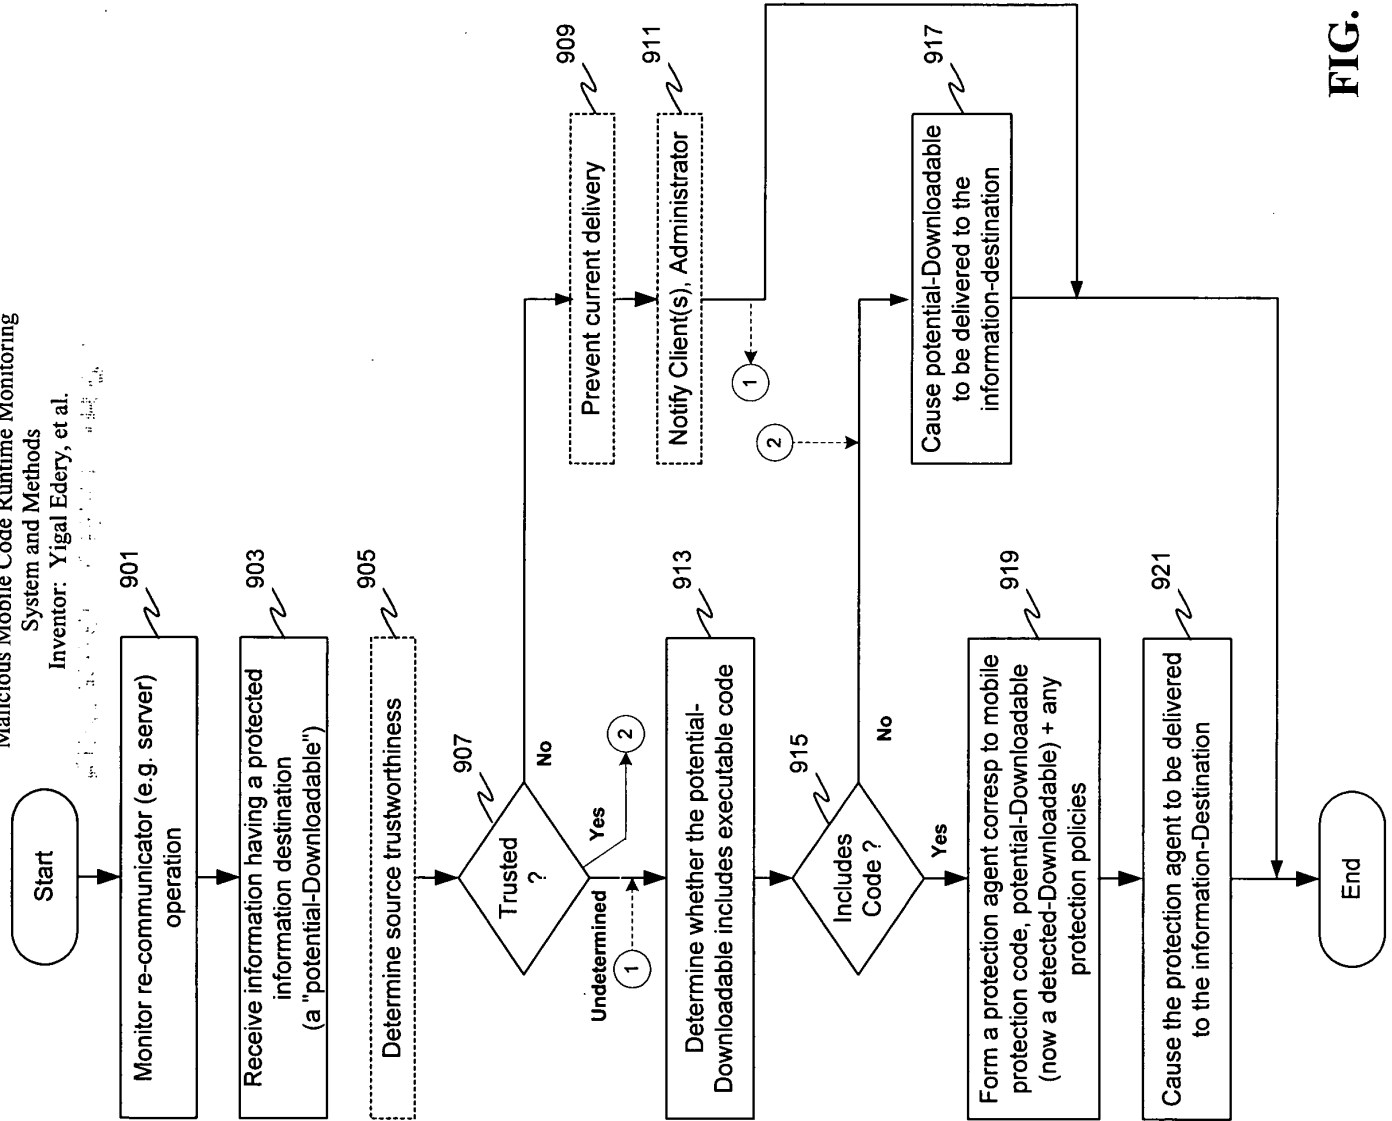 Malicious Mobile Code Runtime Monitoring
System and Methods
Inventor: Yigal Edery, et al.
Start
901
Monitor re-communicator (e.g. server)
operation
903
Receive information having a protected
information destination
(a "potential-Downloadable")
905
Determine source trustworthiness
907
Trusted
?
No
Yes
2
Undetermined
1
909
Prevent current delivery
911
Notify Client(s), Administrator
1
913
Determine whether the potential-
Downloadable includes executable code
915
Includes
Code ?
No
Yes
2
917
Cause potential-Downloadable
to be delivered to the
information-destination
919
Form a protection agent corresp to mobile
protection code, potential-Downloadable
(now a detected-Downloadable) + any
protection policies
921
Cause the protection agent to be delivered
to the information-Destination
End
FIG.